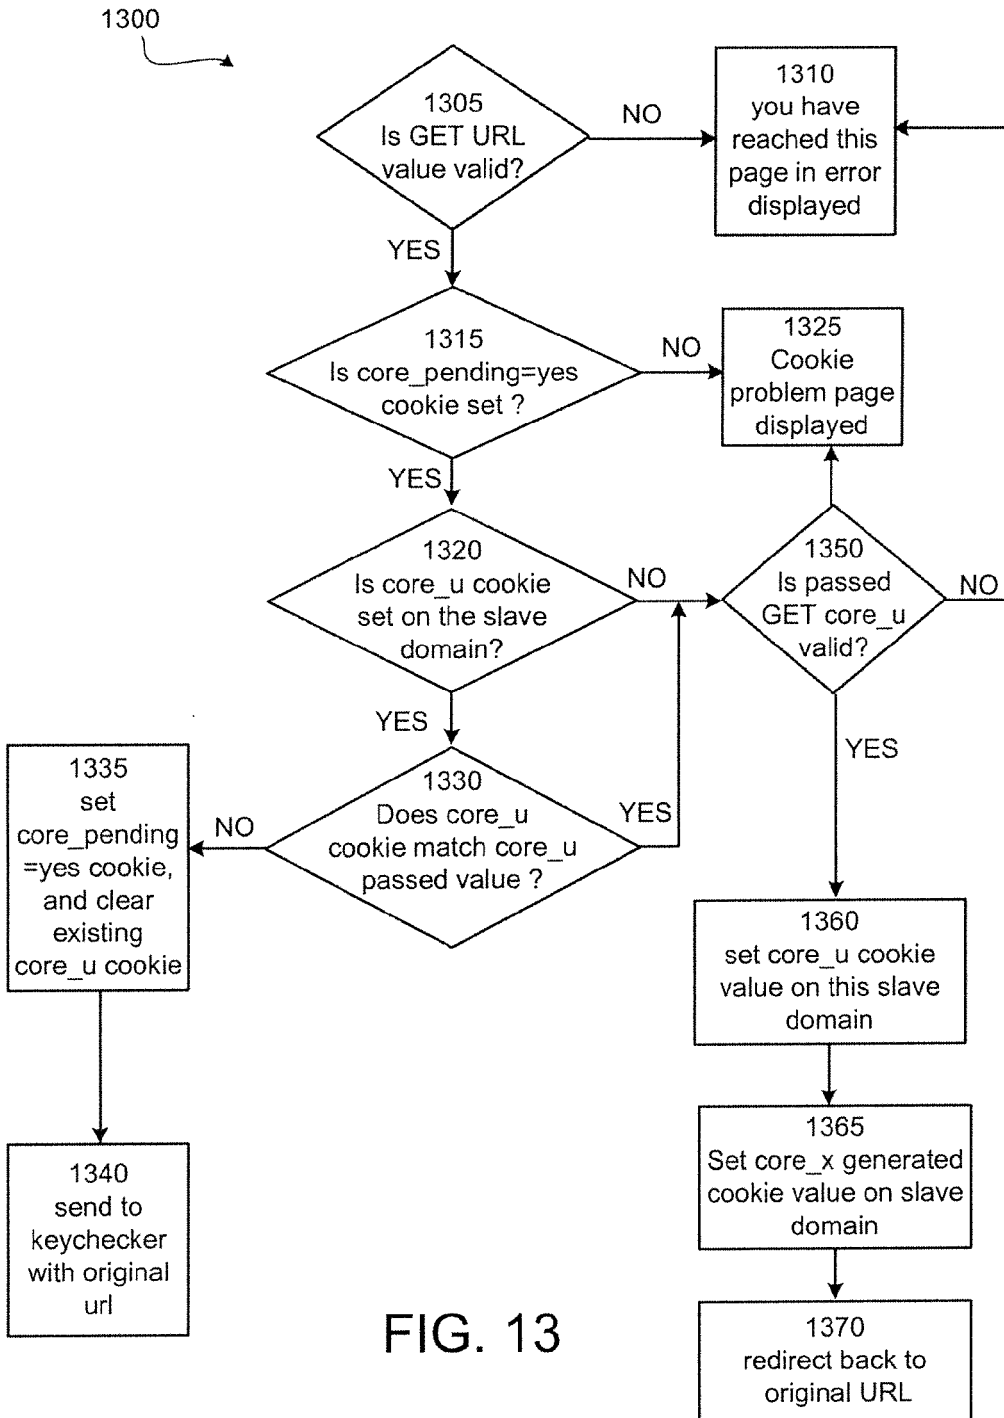 1300
1305
Is GET URL
value valid?
NO
1310
you have
reached this
page in error
displayed
YES
1315
Is core_pending=yes
cookie set ?
NO
1325
Cookie
problem page
displayed
YES
1320
Is core_u cookie
set on the slave
domain?
NO
1350
Is passed
GET core_u
valid?
NO
YES
YES
1335
set
core_pending
=yes cookie,
and clear
existing
core_u cookie
NO
1330
Does core_u
cookie match core_u
passed value ?
YES
1360
set core_u cookie
value on this slave
domain
1365
Set core_x generated
cookie value on slave
domain
1340
send to
keychecker
with original
url
1370
redirect back to
original URL
FIG. 13